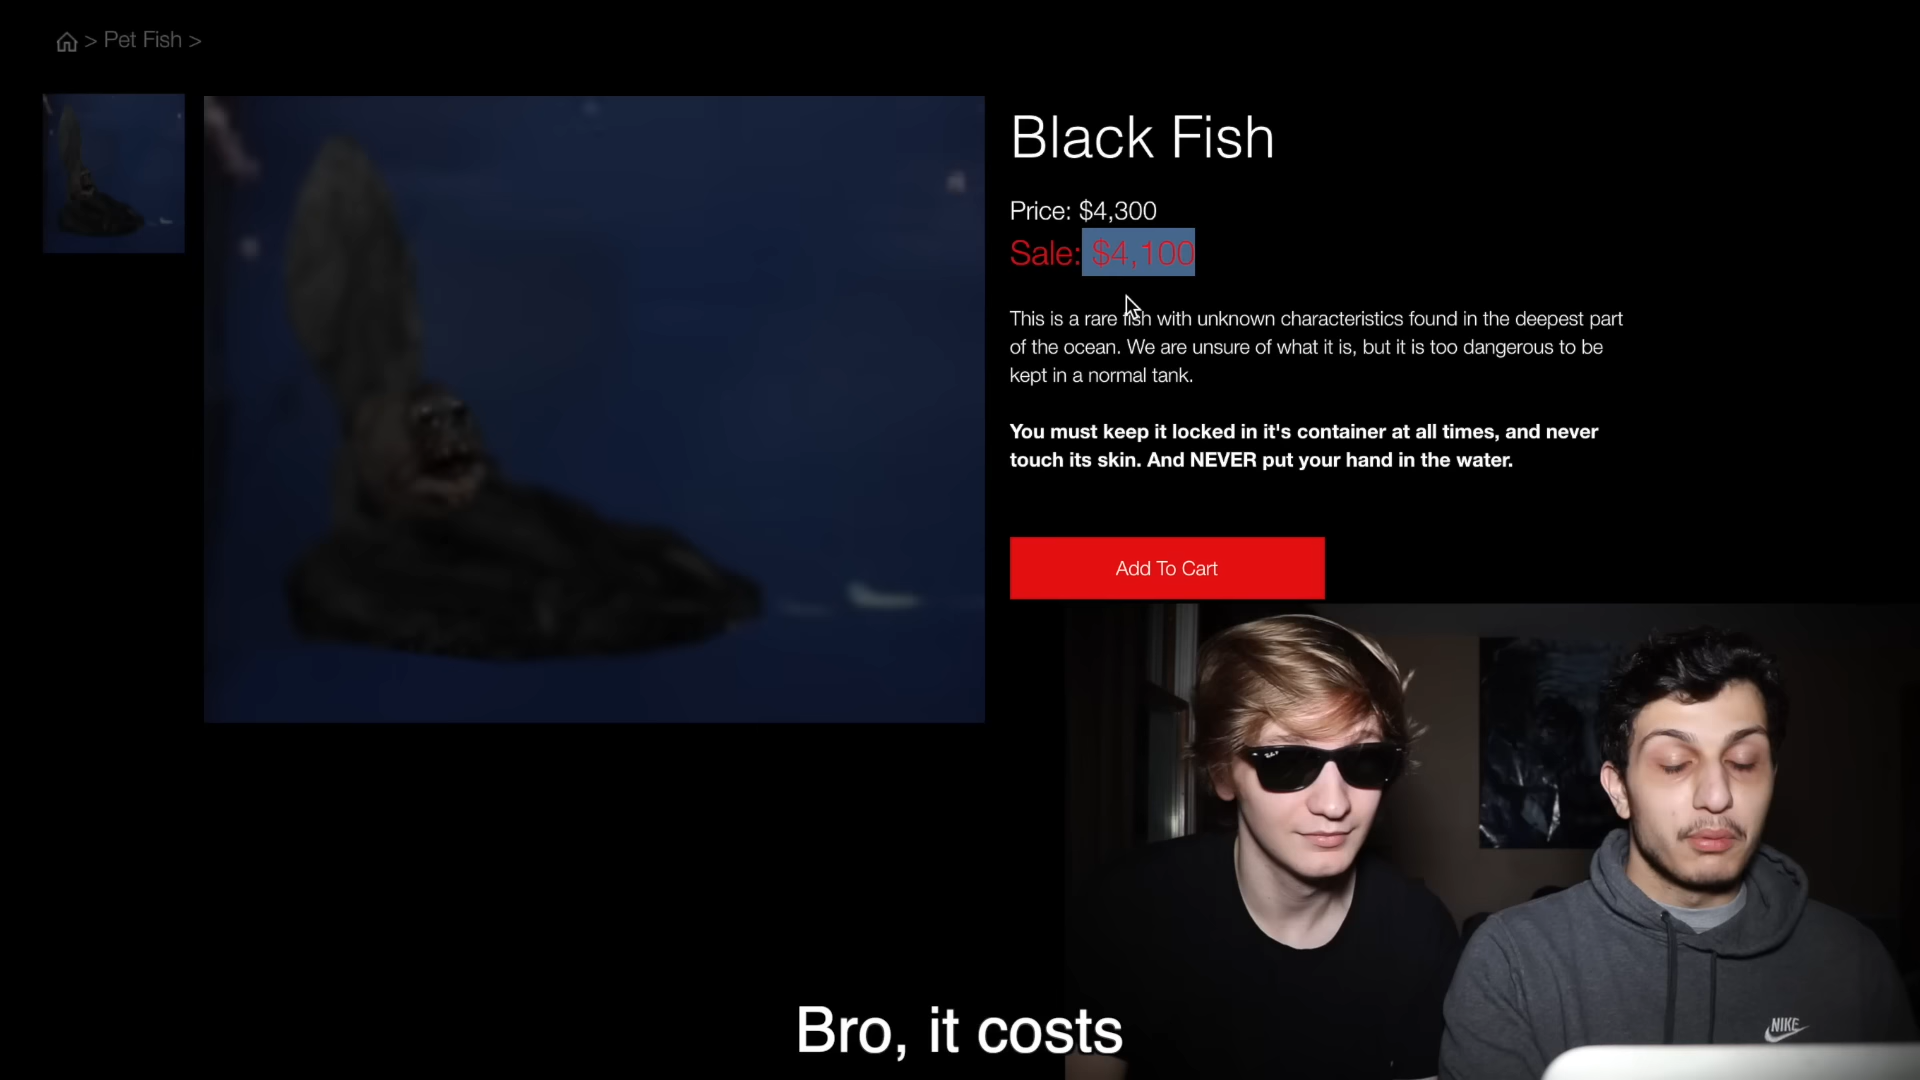 > Pet Fish >
Black Fish
Price: $4,300
Sale: $4,100
This is a rare fish with unknown characteristics found in the deepest part
of the ocean. We are unsure of what it is, but it is too dangerous to be
kept in a normal tank.
You must keep it locked in it's container at all times, and never
touch its skin. And NEVER put your hand in the water.
Add To Cart
NIKE
Bro, it costs